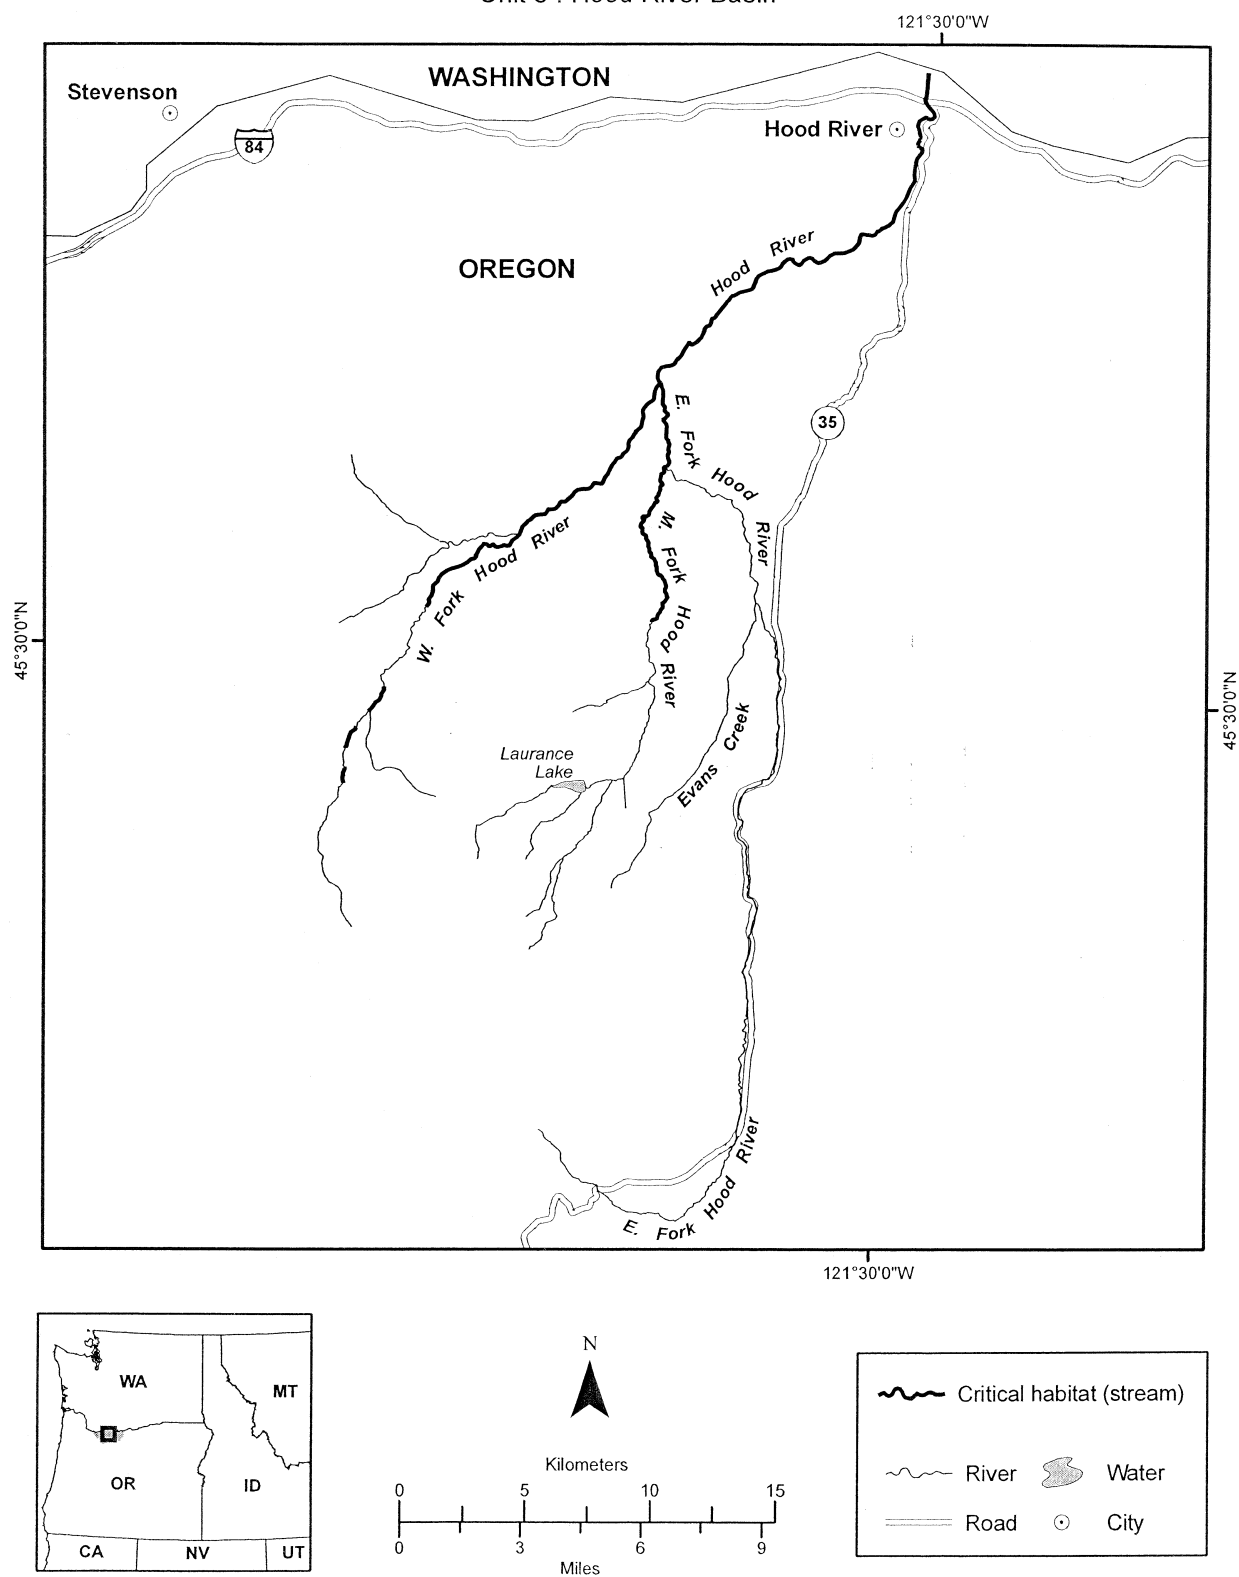 121°30'0"W
WASHINGTON
Stevenson
84
Hood River
OREGON
Hood River
E. Fork Hood River
35
M. Fork Hood River
W. Fork Hood River
45°30'0"N
45°30'0"N
Laurance
Lake
Evans Creek
E. Fork Hood River
121°30'0"W
WA
MT
OR
ID
CA
NV
UT
N
Kilometers
0 5 10 15
0 3 6 9
Miles
Critical habitat (stream)
River
Water
Road
City